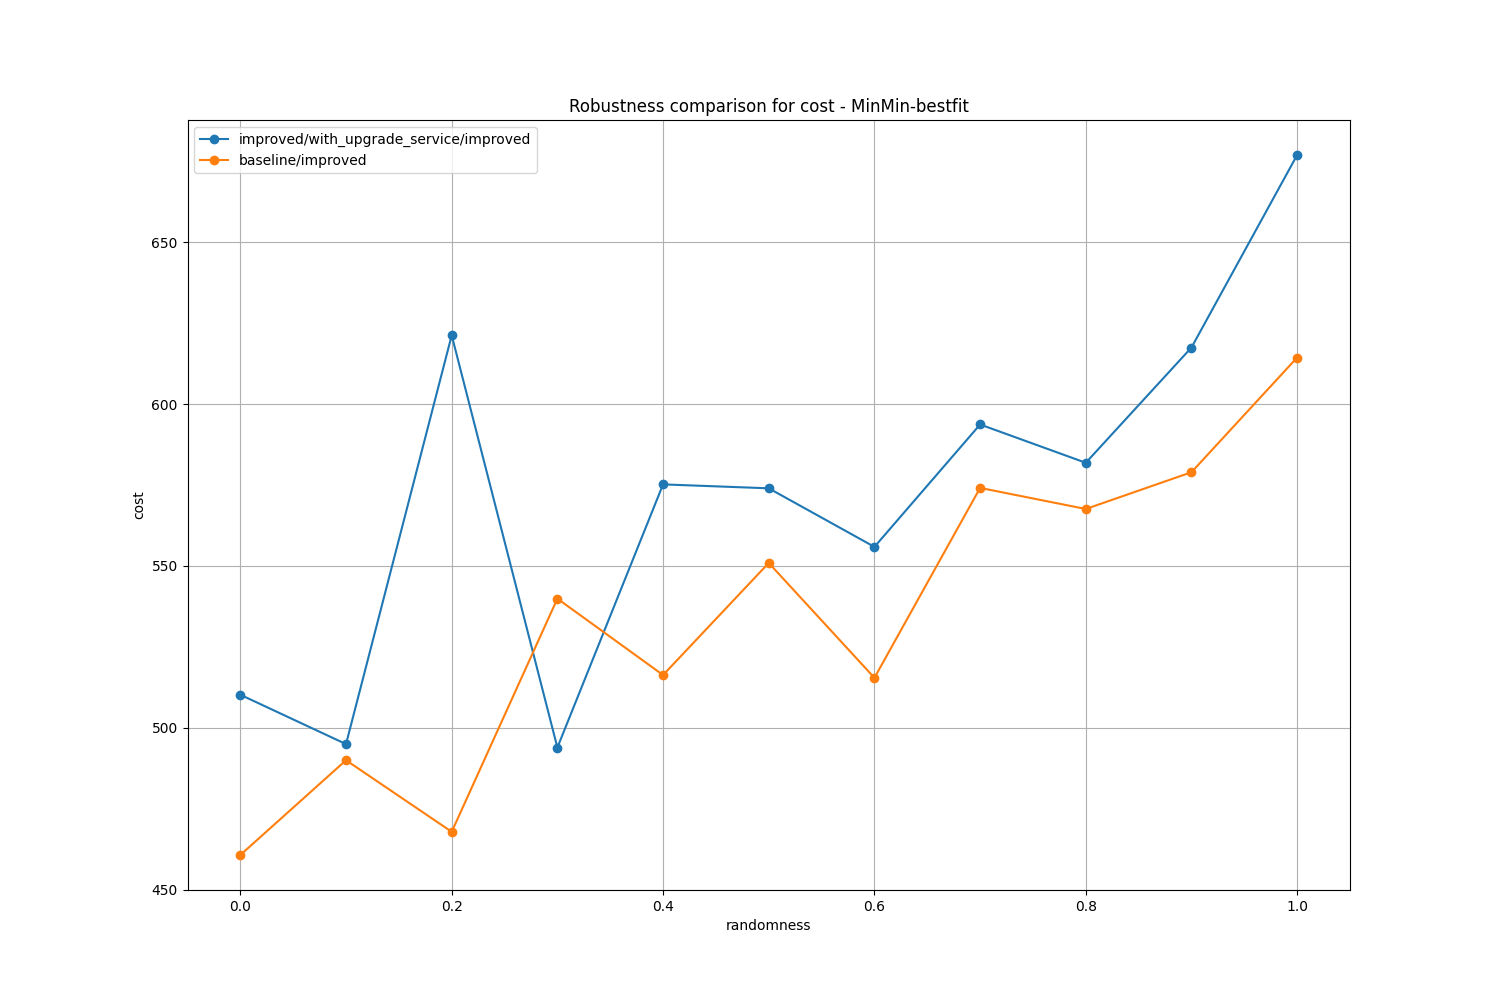 Robustness comparison for cost - MinMin-bestfit
improved/with_upgrade_service/improved
baseline/improved
650
600
550
500
450
cost
0.0 0.2 0.4 0.6 0.8 1.0
randomness